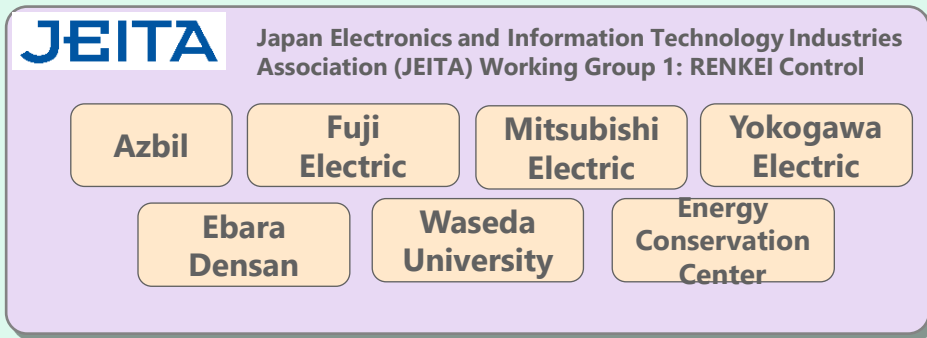 JEITA
Japan Electronics and Information Technology Industries
Association (JEITA) Working Group 1: RENKEI Control
Azbil
Fuji
Electric
Mitsubishi
Electric
Yokogawa
Electric
Ebara
Densan
Waseda
University
Energy
Conservation
Center